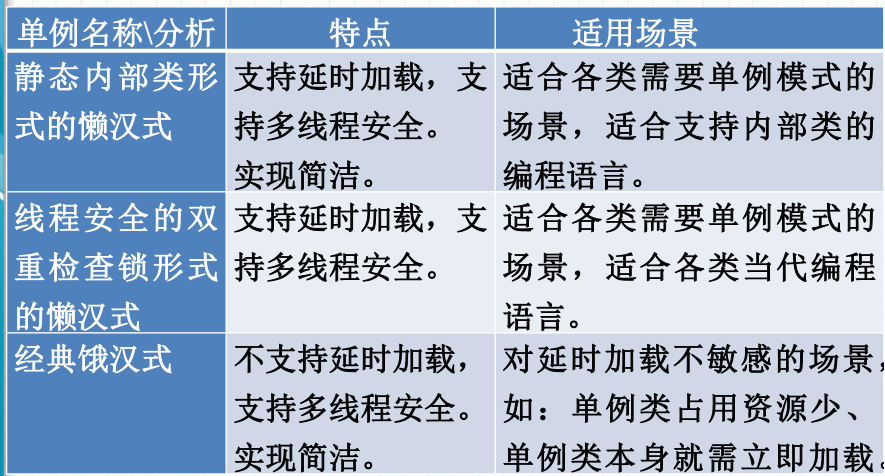 单例名称\分析 特点 适用场景
静态内部类形 支持延时加载，支 适合各类需要单例模式的
式的懒汉式 持多线程安全。 场景，适合支持内部类的
实现简洁。 编程语言。
线程安全的双 支持延时加载，支 适合各类需要单例模式的
重检查锁形式 持多线程安全。 场景，适合各类当代编程
的懒汉式 语言。
经典饿汉式 不支持延时加载， 对延时加载不敏感的场景，
支持多线程安全。 如：单例类占用资源少、
实现简洁。 单例类本身就需立即加载。